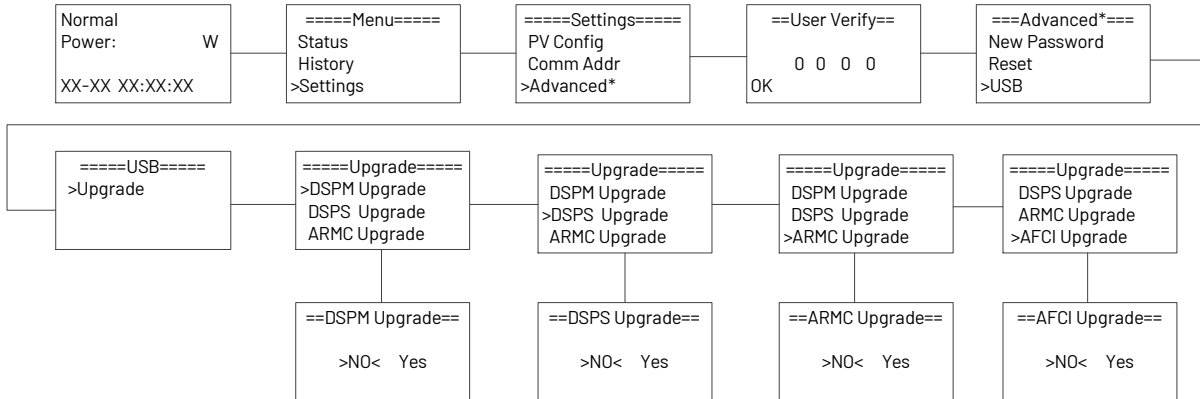 Normal
Power: W
XX-XX XX:XX:XX
=====Menu=====
Status
History
>Settings
=====Settings=====
PV Config
Comm Addr
>Advanced*
==User Verify==
0 0 0 0
OK
===Advanced*===
New Password
Reset
>USB
=====USB=====
>Upgrade
=====Upgrade=====
>DSPM Upgrade
DSPS Upgrade
ARMC Upgrade
=====Upgrade=====
DSPM Upgrade
>DSPS Upgrade
ARMC Upgrade
=====Upgrade=====
DSPM Upgrade
DSPS Upgrade
>ARMC Upgrade
=====Upgrade=====
DSPS Upgrade
ARMC Upgrade
>AFCI Upgrade
==DSPM Upgrade==
>NO< Yes
==DSPS Upgrade==
>NO< Yes
==ARMC Upgrade==
>NO< Yes
==AFCI Upgrade==
>NO< Yes